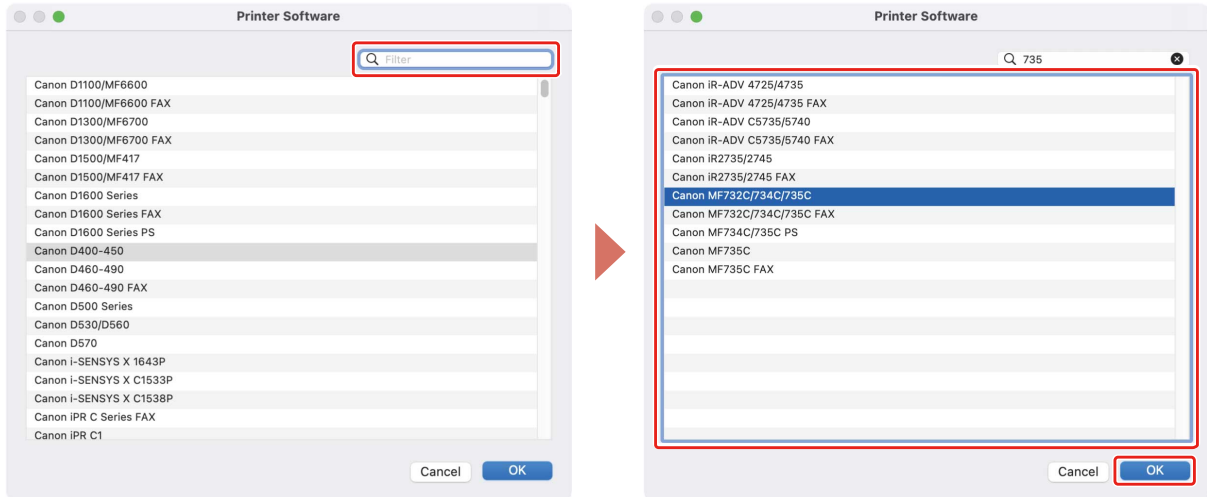 Printer Software
Filter
Canon D1100/MF6600
Canon D1100/MF6600 FAX
Canon D1300/MF6700
Canon D1300/MF6700 FAX
Canon D1500/MF417
Canon D1500/MF417 FAX
Canon D1600 Series
Canon D1600 Series FAX
Canon D1600 Series PS
Canon D400-450
Canon D460-490
Canon D460-490 FAX
Canon D500 Series
Canon D530/D560
Canon D570
Canon i-SENSYS X 1643P
Canon i-SENSYS X C1533P
Canon i-SENSYS X C1538P
Canon iPR C Series FAX
Canon iPR C1
Cancel OK
Printer Software
735
Canon iR-ADV 4725/4735
Canon iR-ADV 4725/4735 FAX
Canon iR-ADV C5735/5740
Canon iR-ADV C5735/5740 FAX
Canon iR2735/2745
Canon iR2735/2745 FAX
Canon MF732C/734C/735C
Canon MF732C/734C/735C FAX
Canon MF734C/735C PS
Canon MF735C
Canon MF735C FAX
Cancel OK